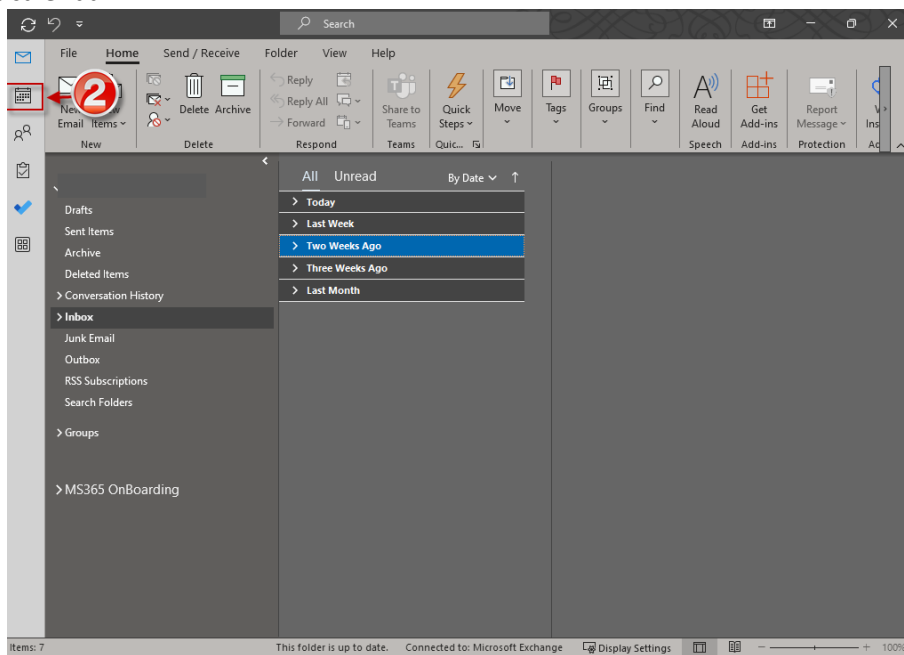 Search
File Home Send / Receive Folder View Help
2
New Email
Items
Delete Archive
Reply
Reply All
Forward
Share to Teams
Quick Steps
Move
Tags
Groups
Find
Read Aloud
Get Add-ins
Report Message
New Delete Respond Teams Quic... Speech Add-ins Protection
All Unread By Date
Today
Last Week
Two Weeks Ago
Three Weeks Ago
Last Month
Drafts
Sent Items
Archive
Deleted Items
Conversation History
Inbox
Junk Email
Outbox
RSS Subscriptions
Search Folders
Groups
MS365 OnBoarding
Items: 7 This folder is up to date. Connected to: Microsoft Exchange Display Settings 100%